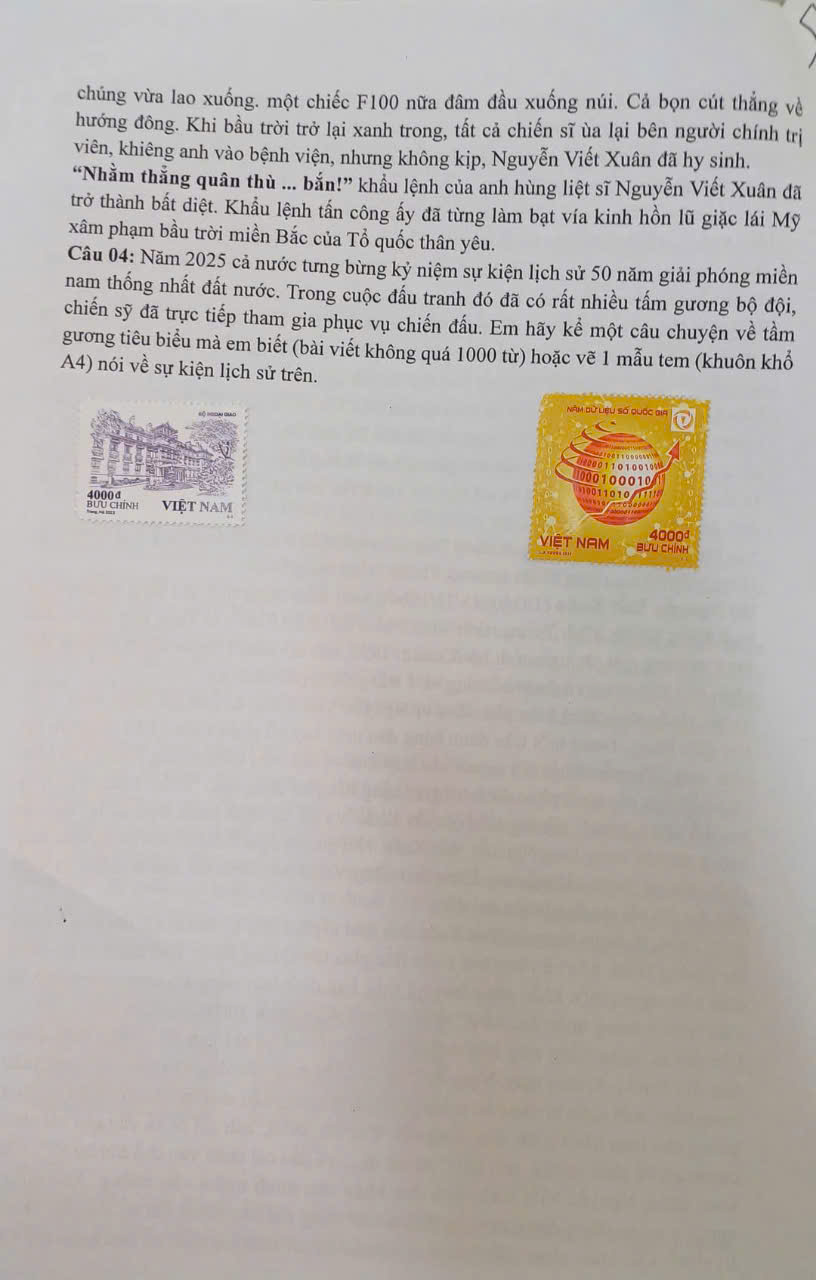 chúng vừa lao xuống. một chiếc F100 nữa đâm đầu xuống núi. Cả bọn cút thẳng về
hướng đông. Khi bầu trời trở lại xanh trong, tất cả chiến sĩ ùa lại bên người chính trị
viên, khiêng anh vào bệnh viện, nhưng không kịp, Nguyễn Viết Xuân đã hy sinh.
“Nhằm thẳng quân thù ... bắn!” khẩu lệnh của anh hùng liệt sĩ Nguyễn Viết Xuân đã
trở thành bất diệt. Khẩu lệnh tấn công ấy đã từng làm bạt vía kinh hồn lũ giặc lái Mỹ
xâm phạm bầu trời miền Bắc của Tổ quốc thân yêu.
Câu 04: Năm 2025 cả nước tưng bừng kỷ niệm sự kiện lịch sử 50 năm giải phóng miền
nam thống nhất đất nước. Trong cuộc đấu tranh đó đã có rất nhiều tấm gương bộ đội,
chiến sỹ đã trực tiếp tham gia phục vụ chiến đấu. Em hãy kể một câu chuyện về tầm
gương tiêu biểu mà em biết (bài viết không quá 1000 từ) hoặc vẽ 1 mẫu tem (khuôn khổ
A4) nói về sự kiện lịch sử trên.
BỘ NGOẠI GIAO
4000đ
BƯU CHÍNH
VIỆT NAM
NĂM DỮ LIỆU SỐ QUỐC GIA
VIỆT NAM
4000đ
BƯU CHÍNH